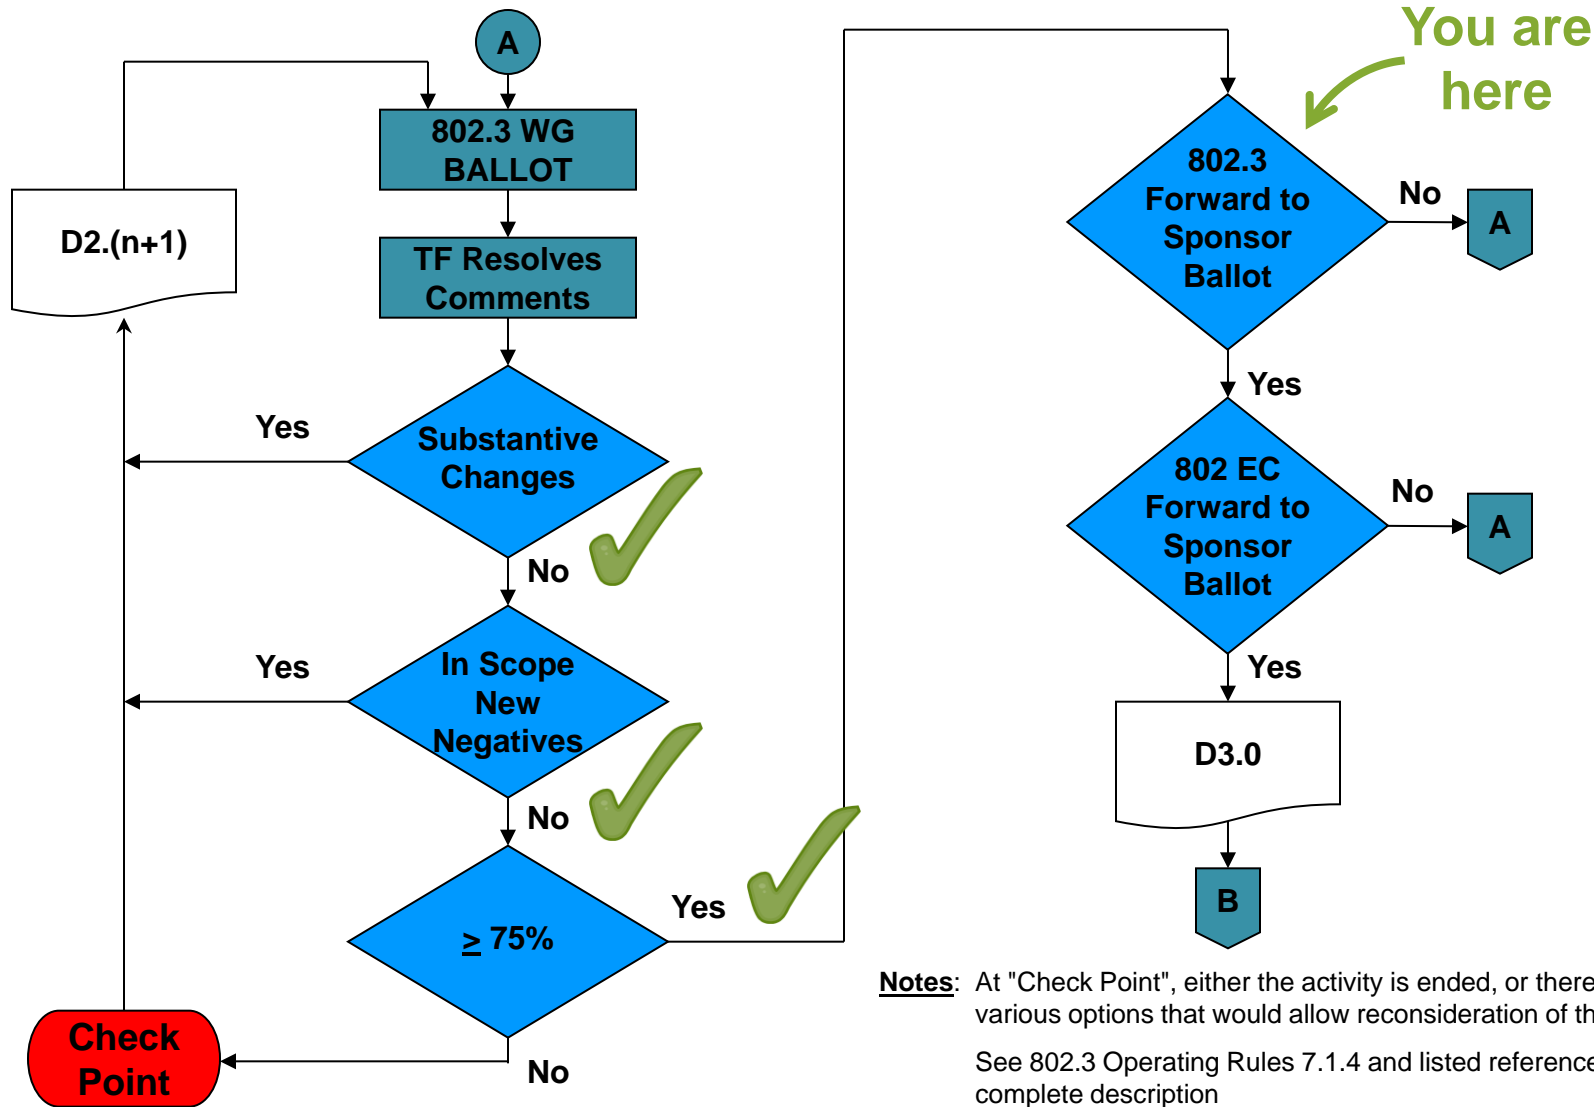 A
802.3 WG
BALLOT
D2.(n+1)
TF Resolves
Comments
Yes
Substantive
Changes
No
Yes
In Scope
New
Negatives
No
≥ 75%
Yes
No
Check
Point
You are
here
802.3
Forward to
Sponsor
Ballot
No
A
Yes
802 EC
Forward to
Sponsor
Ballot
No
A
Yes
D3.0
B
Notes: At "Check Point", either the activity is ended, or there
various options that would allow reconsideration of th
See 802.3 Operating Rules 7.1.4 and listed reference
complete description